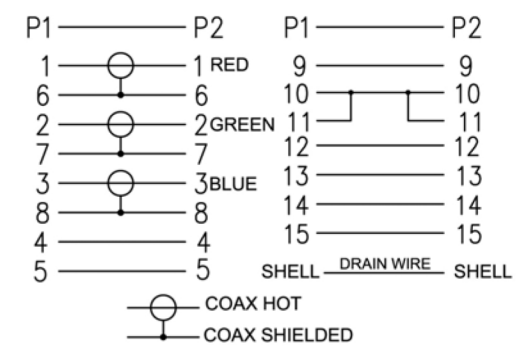 P1 P2
1 1 RED
6 6
2 2 GREEN
7 7
3 3 BLUE
8 8
4 4
5 5
P1 P2
9 9
10 10
11 11
12 12
13 13
14 14
15 15
SHELL DRAIN WIRE SHELL
COAX HOT
COAX SHIELDED